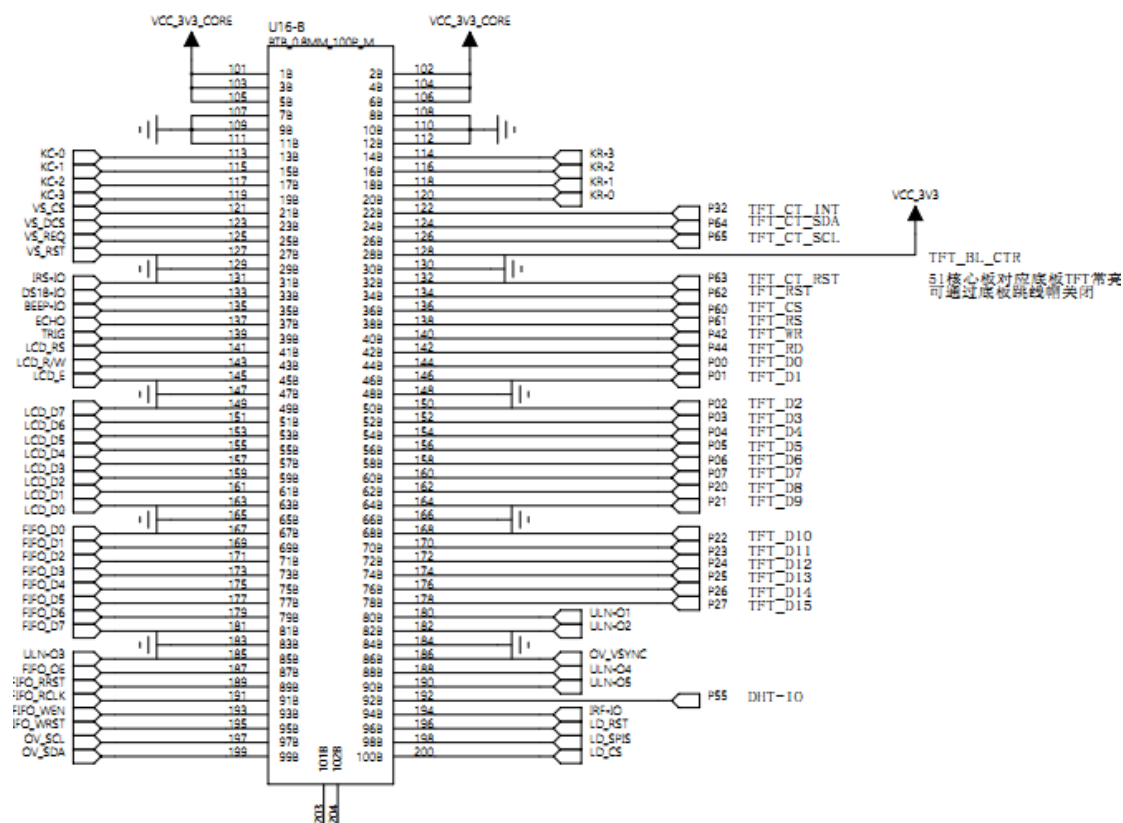 VCC_3V3_CORE
VCC_3V3_CORE
U16-B
BTB_0.8MM_100P_M
101 1B 2B 102
103 3B 4B 104
105 5B 6B 106
107 7B 8B 108
109 9B 10B 110
111 11B 12B 112
KC-0 113 13B 14B 114 KR-3
KC-1 115 15B 16B 116 KR-2
KC-2 117 17B 18B 118 KR-1
KC-3 119 19B 20B 120 KR-0
VCC_3V3
VS_CS 121 21B 22B 122 P32 TFT_CT_INT
VS_DCS 123 23B 24B 124 P64 TFT_CT_SDA
VS_REQ 125 25B 26B 126 P65 TFT_CT_SCL
VS_RST 127 27B 28B 128
TFT_BL_CTR
129 29B 30B 130
IRS-IO 131 31B 32B 132 P63 TFT_CT_RST
51核心板对应底板TFT常亮
DS18-IO 133 33B 34B 134 P62 TFT_RST
可通过底板跳线帽关闭
BEEP-IO 135 35B 36B 136 P60 TFT_CS
ECHO 137 37B 38B 138 P61 TFT_RS
TRIG 139 39B 40B 140 P42 TFT_WR
LCD_RS 141 41B 42B 142 P44 TFT_RD
LCD_R/W 143 43B 44B 144 P00 TFT_D0
LCD_E 145 45B 46B 146 P01 TFT_D1
147 47B 48B 148
LCD_D7 149 49B 50B 150 P02 TFT_D2
LCD_D6 151 51B 52B 152 P03 TFT_D3
LCD_D5 153 53B 54B 154 P04 TFT_D4
LCD_D4 155 55B 56B 156 P05 TFT_D5
LCD_D3 157 57B 58B 158 P06 TFT_D6
LCD_D2 159 59B 60B 160 P07 TFT_D7
LCD_D1 161 61B 62B 162 P20 TFT_D8
LCD_D0 163 63B 64B 164 P21 TFT_D9
165 65B 66B 166
FIFO_D0 167 67B 68B 168 P22 TFT_D10
FIFO_D1 169 69B 70B 170 P23 TFT_D11
FIFO_D2 171 71B 72B 172 P24 TFT_D12
FIFO_D3 173 73B 74B 174 P25 TFT_D13
FIFO_D4 175 75B 76B 176 P26 TFT_D14
FIFO_D5 177 77B 78B 178 P27 TFT_D15
FIFO_D6 179 79B 80B 180 ULN-O1
FIFO_D7 181 81B 82B 182 ULN-O2
183 83B 84B 184
ULN-O3 185 85B 86B 186 OV_VSYNC
FIFO_OE 187 87B 88B 188 ULN-O4
FIFO_RRST 189 89B 90B 190 ULN-O5
FIFO_RCLK 191 91B 92B 192 P55 DHT-IO
FIFO_WEN 193 93B 94B 194 IRF-IO
IFO_WRST 195 95B 96B 196 LD_RST
OV_SCL 197 97B 98B 198 LD_SPIS
OV_SDA 199 99B 100B 200 LD_CS
101B 102B
203 204